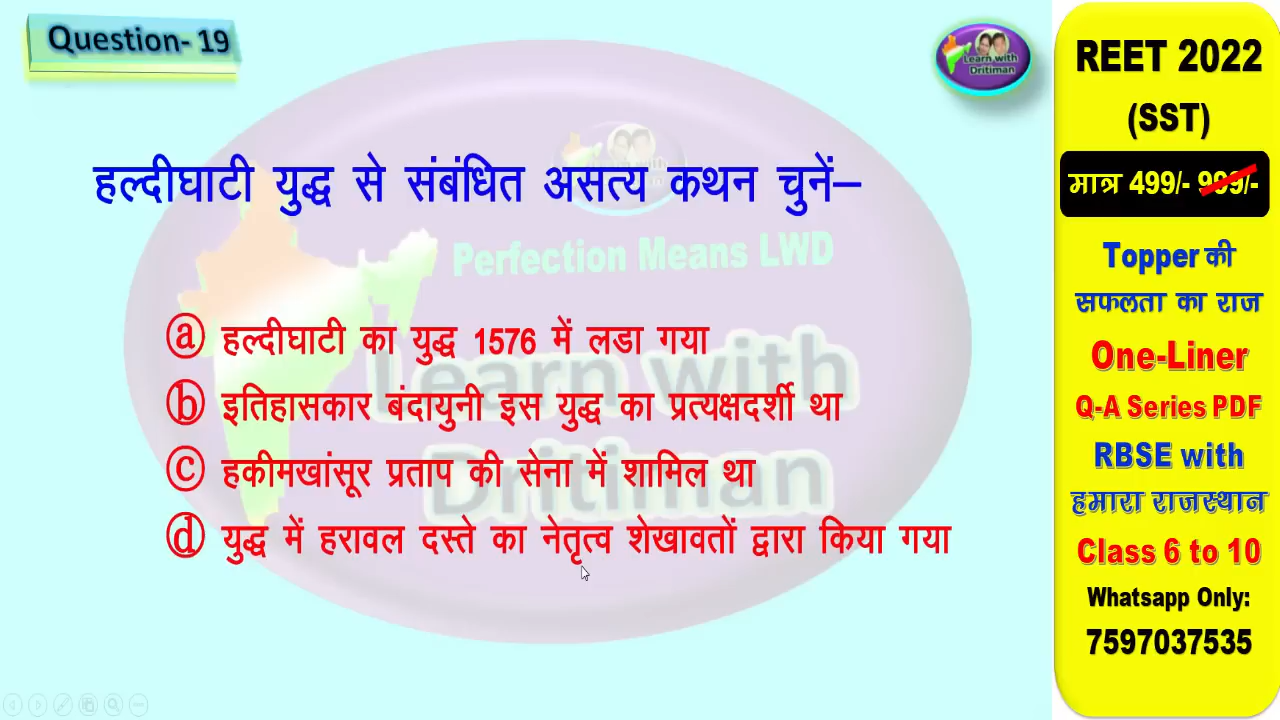 Question- 19
Learn with
Dritiman
हल्दीघाटी युद्ध से संबंधित असत्य कथन चुनें–
Perfection Means LWD
ⓐ हल्दीघाटी का युद्ध 1576 में लडा गया
ⓑ इतिहासकार बंदायुनी इस युद्ध का प्रत्यक्षदर्शी था
ⓒ हकीमखांसूर प्रताप की सेना में शामिल था
ⓓ युद्ध में हरावल दस्ते का नेतृत्व शेखावतों द्वारा किया गया
Learn with
Dritiman
REET 2022
(SST)
मात्र 499/- 999/-
Topper की
सफलता का राज
One-Liner
Q-A Series PDF
RBSE with
हमारा राजस्थान
Class 6 to 10
Whatsapp Only:
7597037535